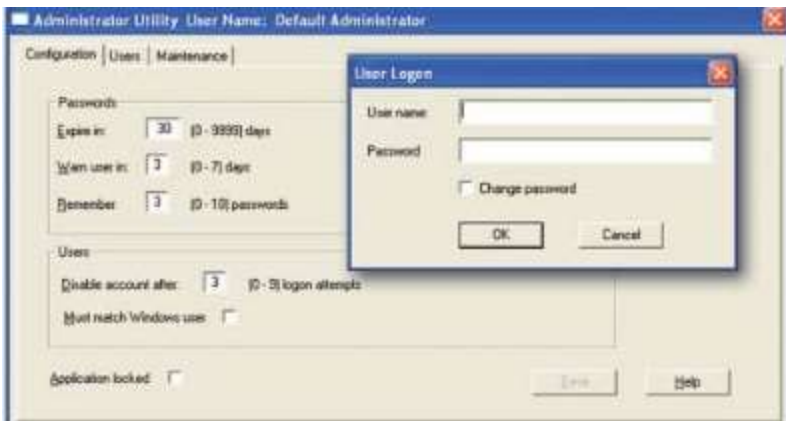 Administrator Utility User Name: Default Administrator
Configuration Users Maintenance
Passwords
Expire in: 30 (0 - 9999) days
Warn user in: 3 (0 - 7) days
Remember 3 (0 - 10) passwords
Users
Disable account after: 3 (0 - 9) logon attempts
Must match Windows user
Application locked
Save
Help
User Logon
User name:
Password
Change password
OK
Cancel